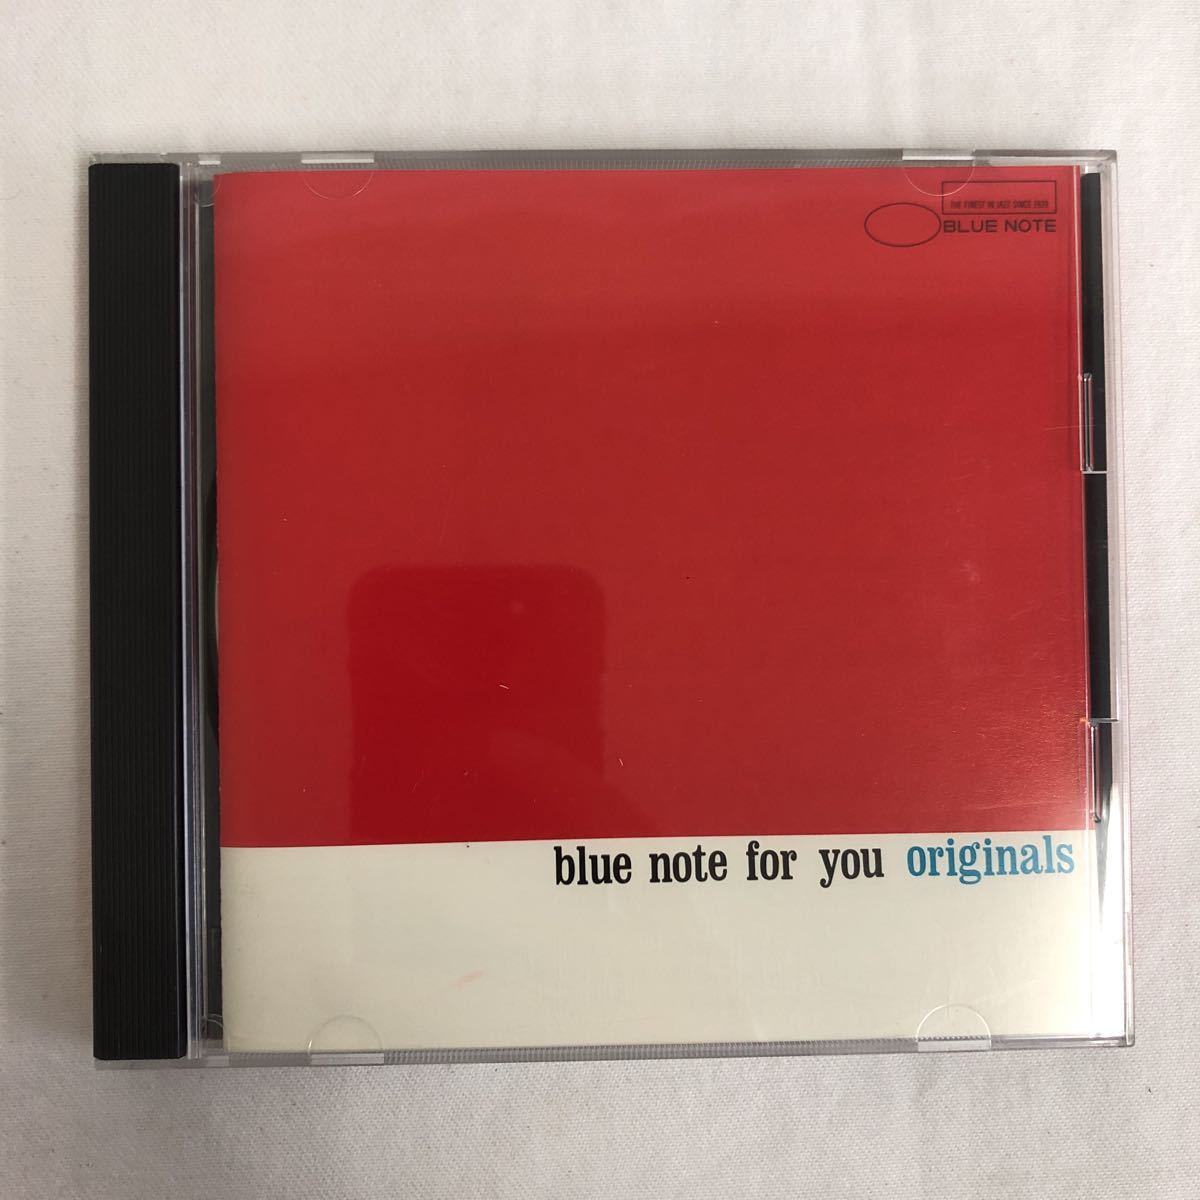 THE FINEST IN JAZZ SINCE 1939
BLUE NOTE
blue note for you originals